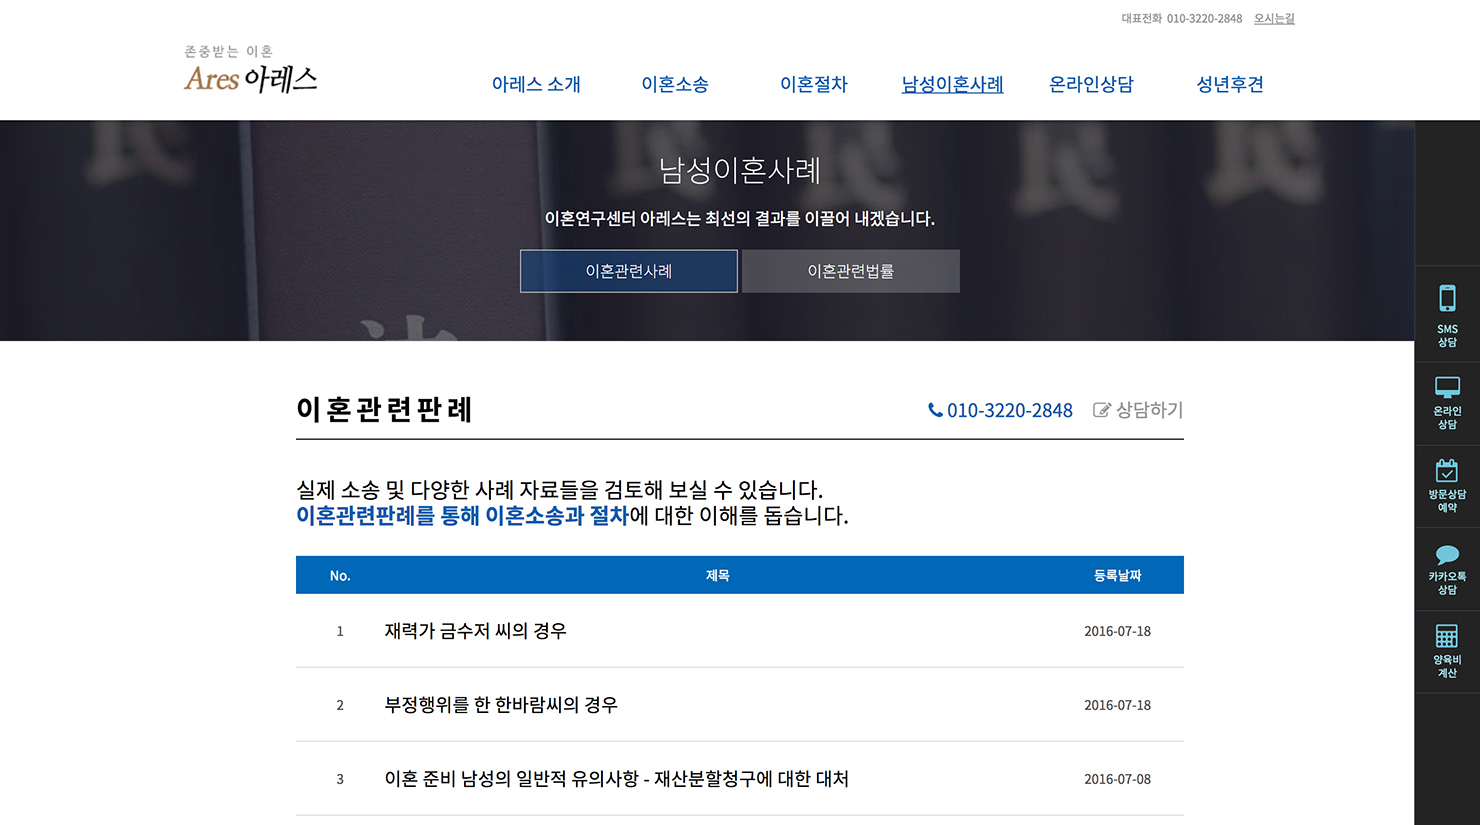 대표전화 010-3220-2848 오시는길
존중받는 이혼
Ares 아레스
아레스 소개 이혼소송 이혼절차 남성이혼사례 온라인상담 성년후견
남성이혼사례
이혼연구센터 아레스는 최선의 결과를 이끌어 내겠습니다.
이혼관련사례 이혼관련법률
이혼관련판례 010-3220-2848 상담하기
실제 소송 및 다양한 사례 자료들을 검토해 보실 수 있습니다.
이혼관련판례를 통해 이혼소송과 절차에 대한 이해를 돕습니다.
No. 제목 등록날짜
1 재력가 금수저 씨의 경우 2016-07-18
2 부정행위를 한 한바람씨의 경우 2016-07-18
3 이혼 준비 남성의 일반적 유의사항 - 재산분할청구에 대한 대처 2016-07-08
SMS
상담
온라인
상담
방문상담
예약
카카오톡
상담
양육비
계산